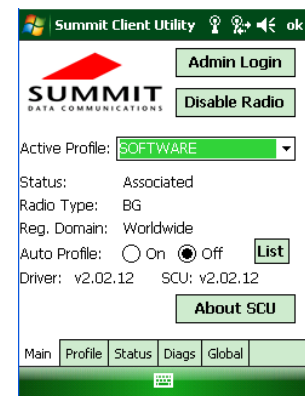 Summit Client Utility ok
Admin Login
SUMMIT
DATA COMMUNICATIONS
Disable Radio
Active Profile: SOFTWARE
Status: Associated
Radio Type: BG
Reg. Domain: Worldwide
Auto Profile: On Off List
Driver: v2.02.12 SCU: v2.02.12
About SCU
Main Profile Status Diags Global